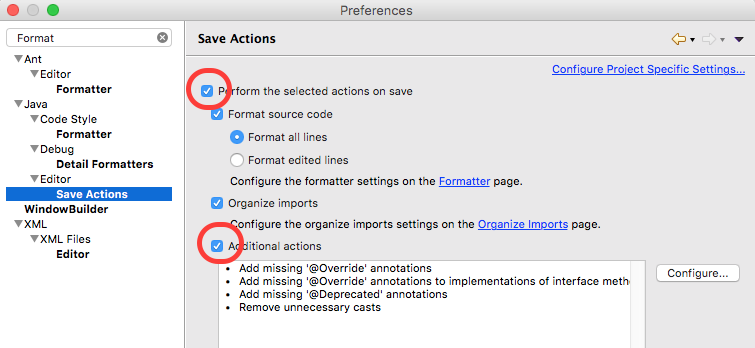 Preferences
Format
Ant
Editor
Formatter
Java
Code Style
Formatter
Debug
Detail Formatters
Editor
Save Actions
WindowBuilder
XML
XML Files
Editor
Save Actions
Configure Project Specific Settings...
Perform the selected actions on save
Format source code
Format all lines
Format edited lines
Configure the formatter settings on the Formatter page.
Organize imports
Configure the organize imports settings on the Organize Imports page.
Additional actions
• Add missing '@Override' annotations
• Add missing '@Override' annotations to implementations of interface meth
• Add missing '@Deprecated' annotations
• Remove unnecessary casts
Configure...